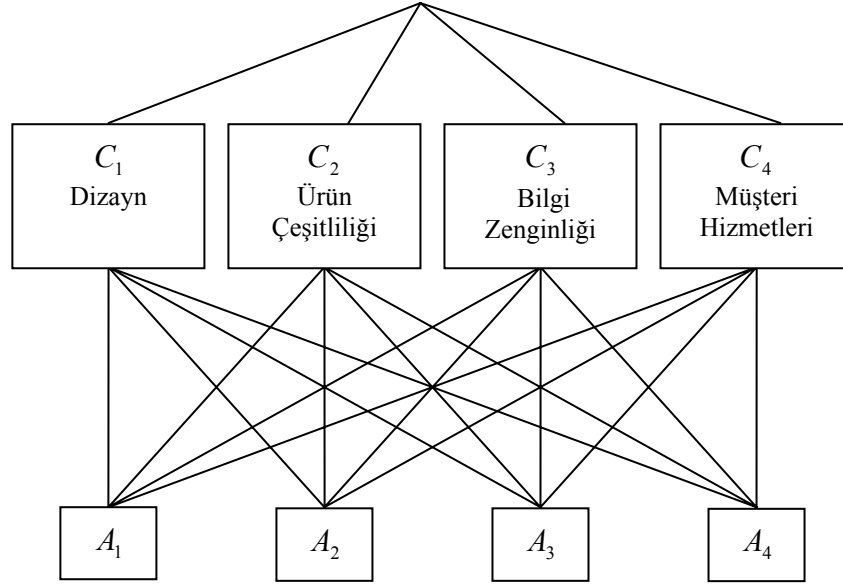 C₁
Dizayn
C₂
Ürün
Çeşitliliği
C₃
Bilgi
Zenginliği
C₄
Müşteri
Hizmetleri
A₁
A₂
A₃
A₄